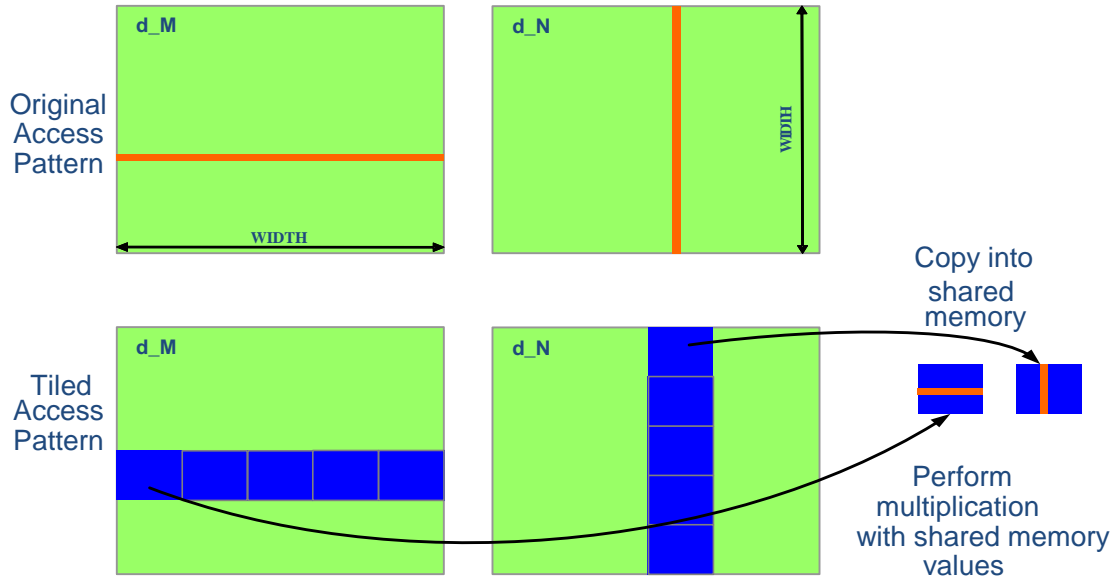 d_M
d_N
Original
Access
Pattern
WIDTH
WIDTH
Copy into
shared
memory
d_M
d_N
Tiled
Access
Pattern
Perform
multiplication
with shared memory
values